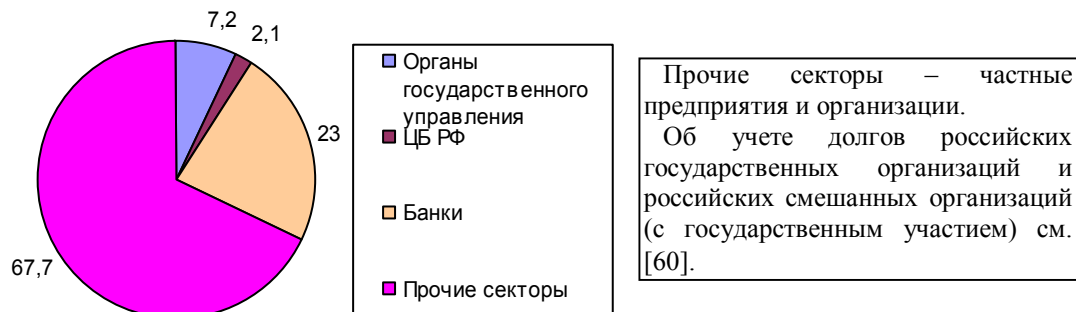 7,2
2,1
23
67,7
Органы
государственного
управления
ЦБ РФ
Банки
Прочие секторы
Прочие секторы – частные
предприятия и организации.
Об учете долгов российских
государственных организаций и
российских смешанных организаций
(с государственным участием) см.
[60].